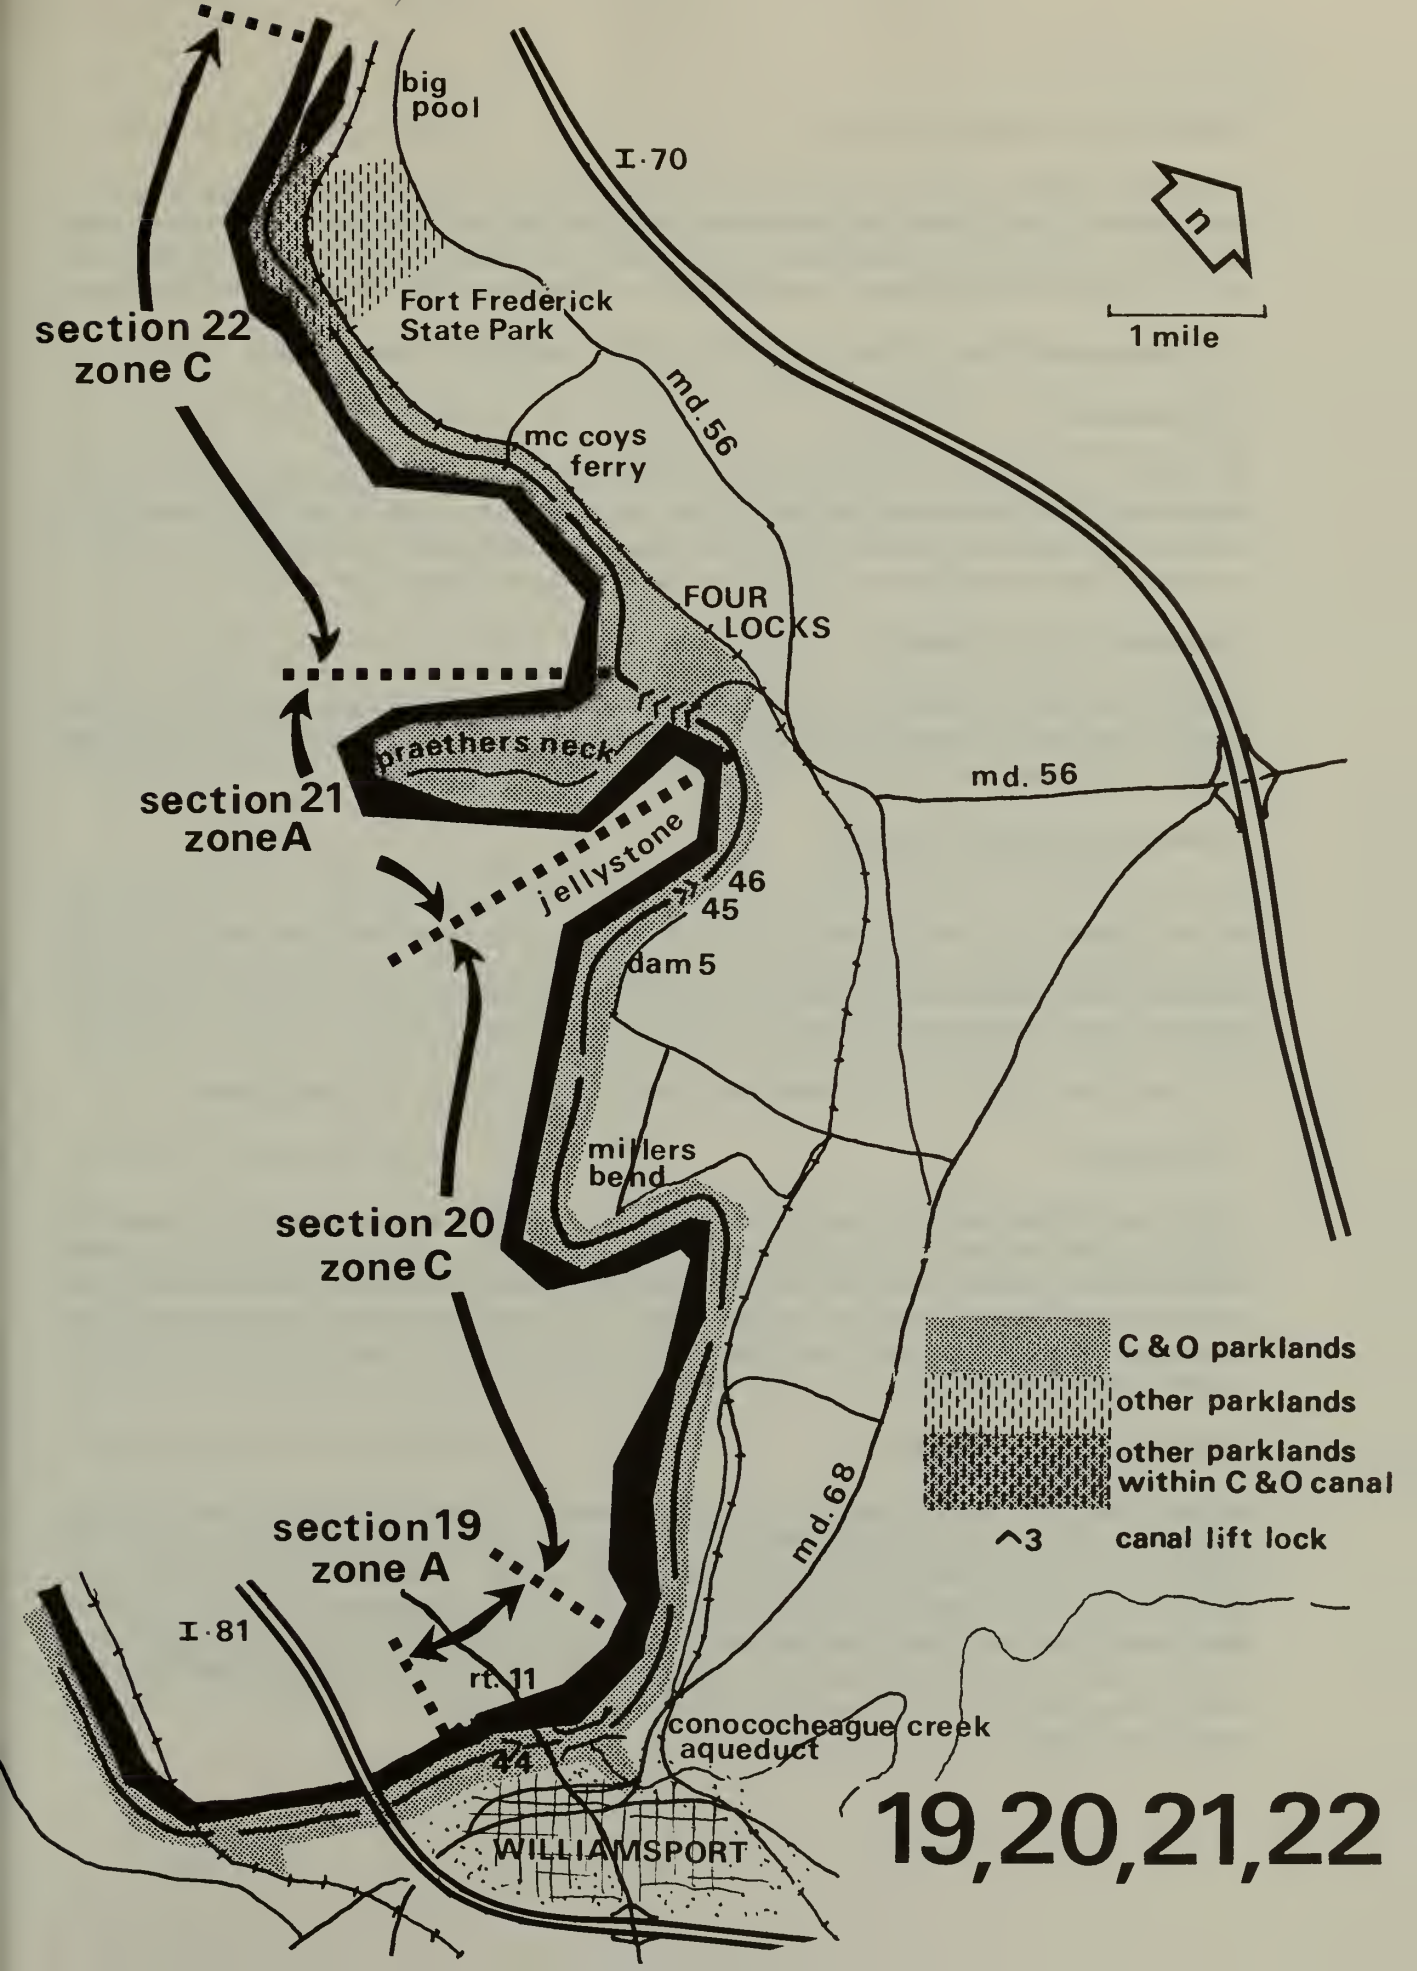 big
pool
I·70
n
1 mile
Fort Frederick
State Park
section 22
zone C
md. 56
mc coys
ferry
FOUR
LOCKS
praethers neck
md. 56
section 21
zone A
jellystone
46
45
dam 5
millers
bend
section 20
zone C
C & O parklands
other parklands
other parklands
within C & O canal
^3 canal lift lock
md. 68
section 19
zone A
I·81
rt. 11
conococheague creek
aqueduct
44
WILLIAMSPORT
19,20,21,22